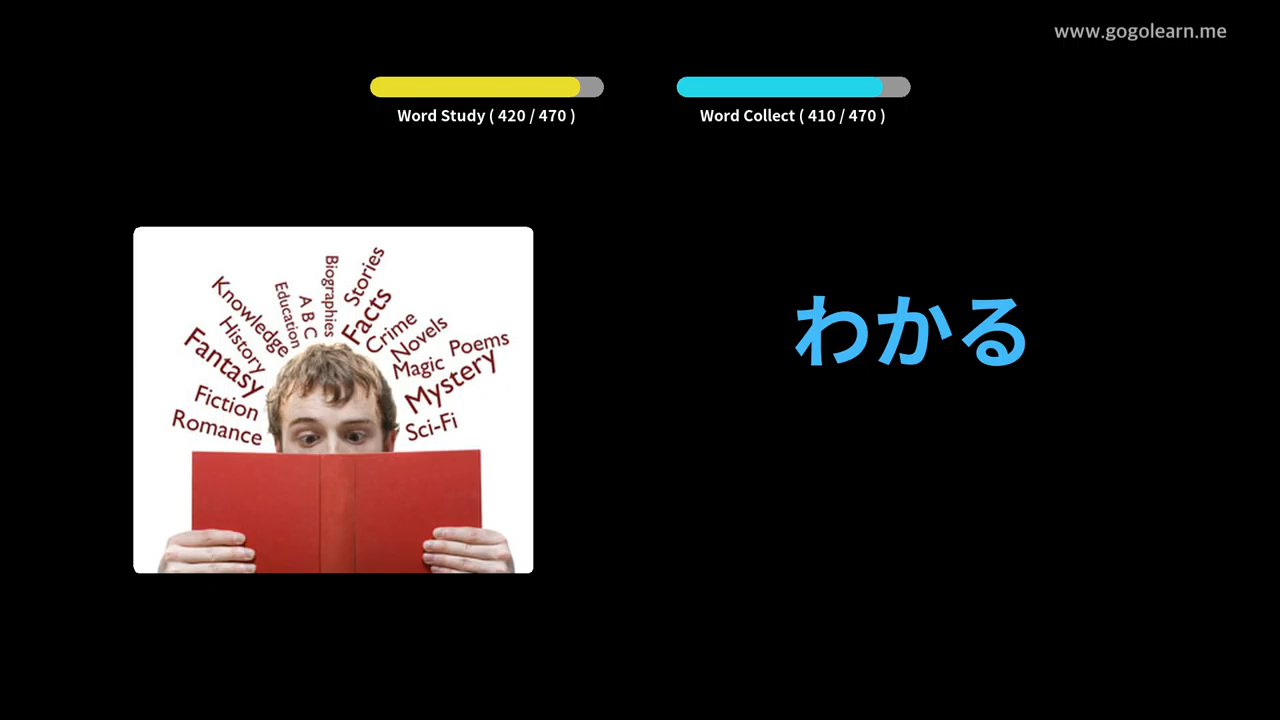 www.gogolearn.me
Word Study ( 420 / 470 )
Word Collect ( 410 / 470 )
Stories
Biographies
Facts
A B C
Education
Knowledge
Crime
History
Novels
Poems
Fantasy
Magic
Mystery
Fiction
Sci-Fi
Romance
わかる